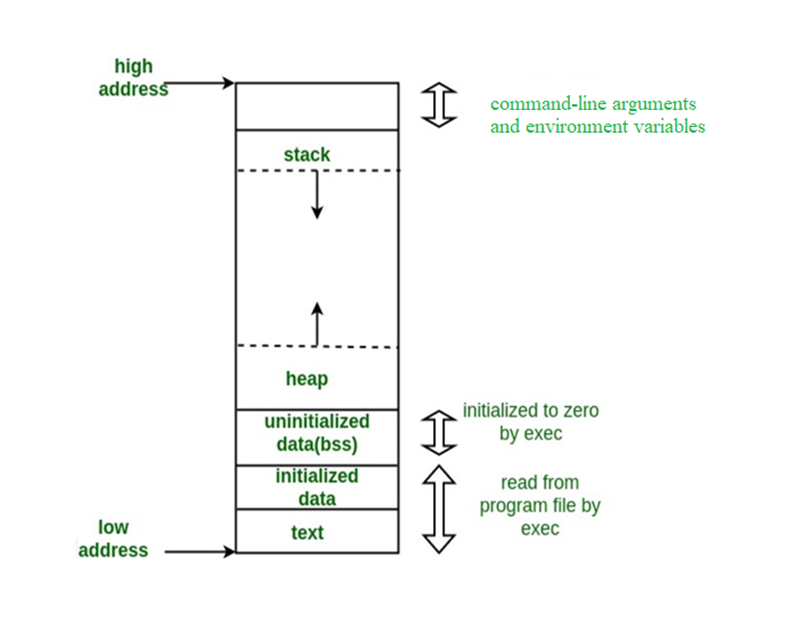 high
address
command-line arguments
and environment variables
stack
heap
initialized to zero
by exec
uninitialized
data(bss)
initialized
data
read from
program file by
exec
text
low
address